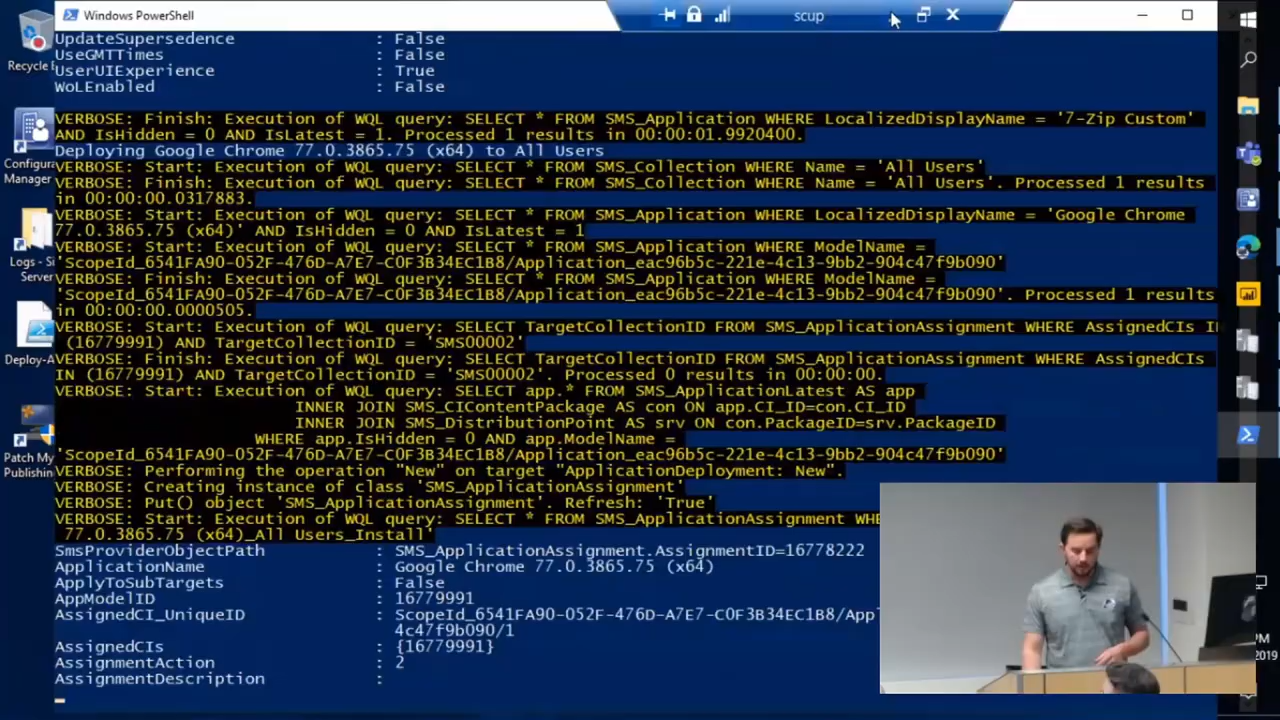 Windows PowerShell
scup
Recycle
UpdateSupersedence : False
UseGMTTimes : False
UserUIExperience : True
WoLEnabled : False
VERBOSE: Finish: Execution of WQL query: SELECT * FROM SMS_Application WHERE LocalizedDisplayName = '7-Zip Custom'
AND IsHidden = 0 AND IsLatest = 1. Processed 1 results in 00:00:01.9920400.
Deploying Google Chrome 77.0.3865.75 (x64) to All Users
VERBOSE: Start: Execution of WQL query: SELECT * FROM SMS_Collection WHERE Name = 'All Users'
VERBOSE: Finish: Execution of WQL query: SELECT * FROM SMS_Collection WHERE Name = 'All Users'. Processed 1 results
in 00:00:00.0317883.
VERBOSE: Start: Execution of WQL query: SELECT * FROM SMS_Application WHERE LocalizedDisplayName = 'Google Chrome
77.0.3865.75 (x64)' AND IsHidden = 0 AND IsLatest = 1
VERBOSE: Start: Execution of WQL query: SELECT * FROM SMS_Application WHERE ModelName =
'ScopeId_6541FA90-052F-476D-A7E7-C0F3B34EC1B8/Application_eac96b5c-221e-4c13-9bb2-904c47f9b090'
VERBOSE: Finish: Execution of WQL query: SELECT * FROM SMS_Application WHERE ModelName =
'ScopeId_6541FA90-052F-476D-A7E7-C0F3B34EC1B8/Application_eac96b5c-221e-4c13-9bb2-904c47f9b090'. Processed 1 results
in 00:00:00.0000505.
VERBOSE: Start: Execution of WQL query: SELECT TargetCollectionID FROM SMS_ApplicationAssignment WHERE AssignedCIs IN
(16779991) AND TargetCollectionID = 'SMS00002'
VERBOSE: Finish: Execution of WQL query: SELECT TargetCollectionID FROM SMS_ApplicationAssignment WHERE AssignedCIs
IN (16779991) AND TargetCollectionID = 'SMS00002'. Processed 0 results in 00:00:00.
VERBOSE: Start: Execution of WQL query: SELECT app.* FROM SMS_ApplicationLatest AS app
INNER JOIN SMS_CIContentPackage AS con ON app.CI_ID=con.CI_ID
INNER JOIN SMS_DistributionPoint AS srv ON con.PackageID=srv.PackageID
WHERE app.IsHidden = 0 AND app.ModelName =
'ScopeId_6541FA90-052F-476D-A7E7-C0F3B34EC1B8/Application_eac96b5c-221e-4c13-9bb2-904c47f9b090'
VERBOSE: Performing the operation "New" on target "ApplicationDeployment: New".
VERBOSE: Creating instance of class 'SMS_ApplicationAssignment'
VERBOSE: Put() object 'SMS_ApplicationAssignment'. Refresh: 'True'
VERBOSE: Start: Execution of WQL query: SELECT * FROM SMS_ApplicationAssignment WHE
77.0.3865.75 (x64)_All Users_Install'
SmsProviderObjectPath : SMS_ApplicationAssignment.AssignmentID=16778222
ApplicationName : Google Chrome 77.0.3865.75 (x64)
ApplyToSubTargets : False
AppModelID : 16779991
AssignedCI_UniqueID : ScopeId_6541FA90-052F-476D-A7E7-C0F3B34EC1B8/Appl
4c47f9b090/1
AssignedCIs : {16779991}
AssignmentAction : 2
AssignmentDescription :
Configura
Manager
Logs - Si
Server
Deploy-A
Patch My
Publishin
PM
2019